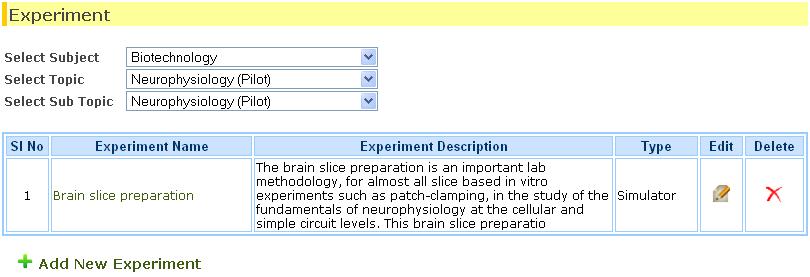 Experiment
Select Subject Biotechnology
Select Topic Neurophysiology (Pilot)
Select Sub Topic Neurophysiology (Pilot)
Sl No Experiment Name Experiment Description Type Edit Delete
1 Brain slice preparation
The brain slice preparation is an important lab
methodology, for almost all slice based in vitro
experiments such as patch-clamping, in the study of the
fundamentals of neurophysiology at the cellular and
simple circuit levels. This brain slice preparatio
Simulator
Add New Experiment